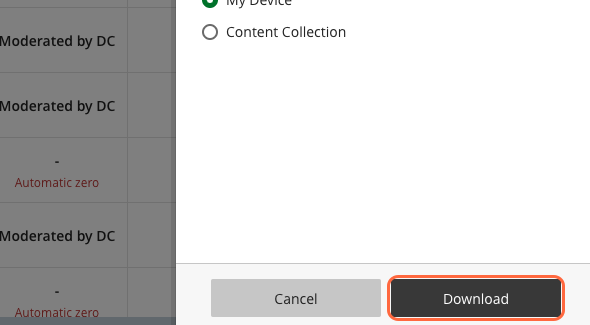 My Device
Content Collection
Moderated by DC
Moderated by DC
-
Automatic zero
Moderated by DC
-
Automatic zero
Cancel
Download